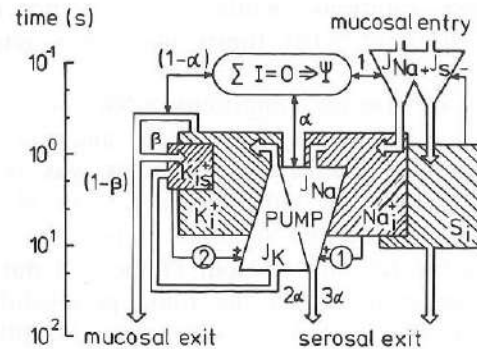 time (s)
mucosal entry
10⁻¹
10⁰
10¹
10²
(1-α)
Σ I=0 ⇒ Ψ
1
J Na+
J s
-
α
β
(1-β)
K is +
K i +
J Na
PUMP
J K
Na i +
S i
2
+
1
+
2α
3α
mucosal exit
serosal exit